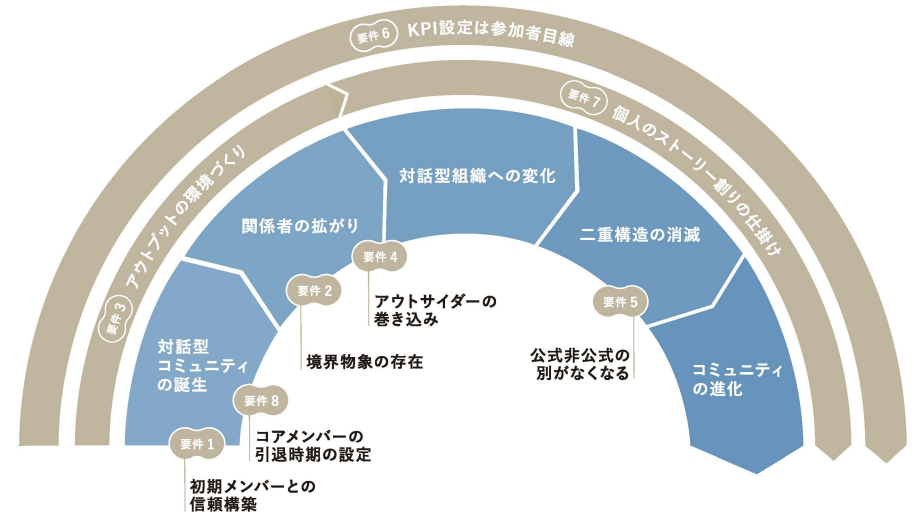 要件6 KPI設定は参加者目線
要件7 個人のストーリー創りの仕掛け
要件3 アウトプットの環境づくり
対話型組織への変化
関係者の拡がり
二重構造の消滅
対話型
コミュニティ
の誕生
コミュニティ
の進化
要件4
アウトサイダーの
巻き込み
要件2
境界物象の存在
要件5
公式非公式の
別がなくなる
要件8
コアメンバーの
引退時期の設定
要件1
初期メンバーとの
信頼構築